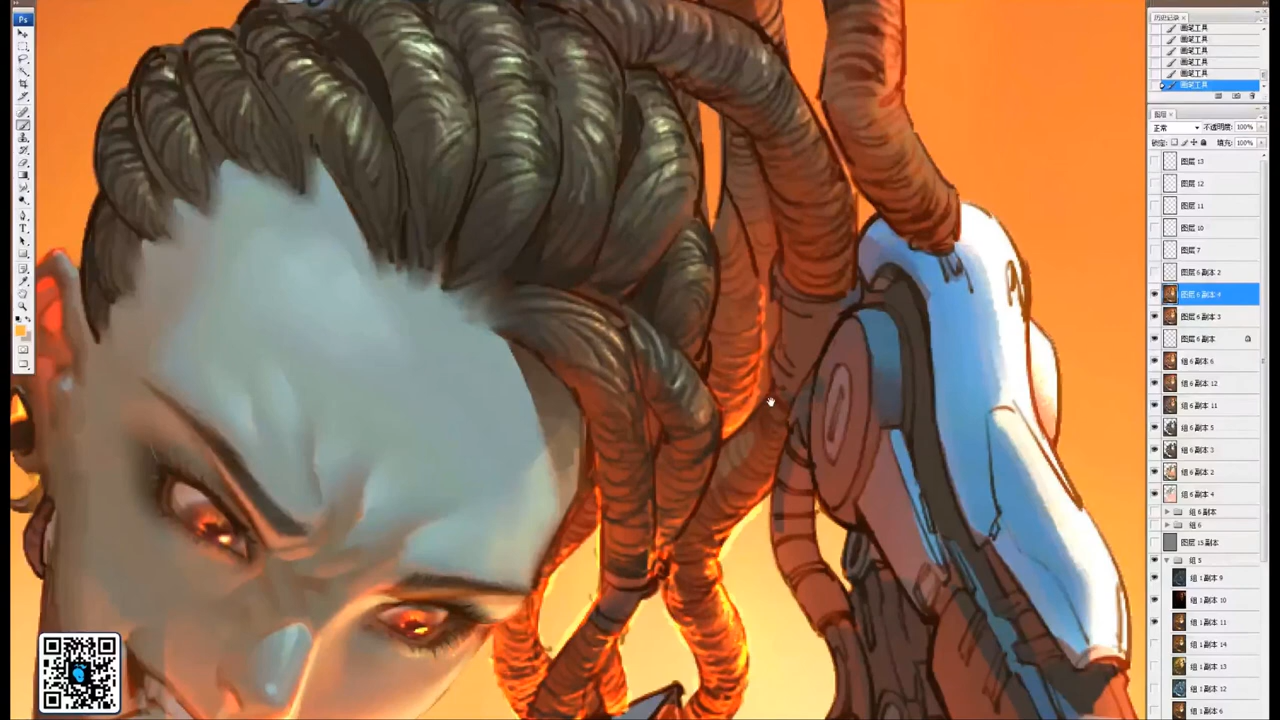 Ps
历史记录
画笔工具
画笔工具
画笔工具
画笔工具
画笔工具
画笔工具
图层
正常
不透明度: 100%
锁定:
填充: 100%
图层 13
图层 12
图层 11
图层 10
图层 7
图层 6 副本 2
图层 6 副本 4
图层 6 副本 3
图层 6 副本
组 6 副本 6
组 6 副本 12
组 6 副本 11
组 6 副本 5
组 6 副本 3
组 6 副本 2
组 6 副本 4
组 6 副本
组 6
图层 15 副本
组 5
组 1 副本 9
组 1 副本 10
组 1 副本 11
组 1 副本 14
组 1 副本 13
组 1 副本 12
组 1 副本 6